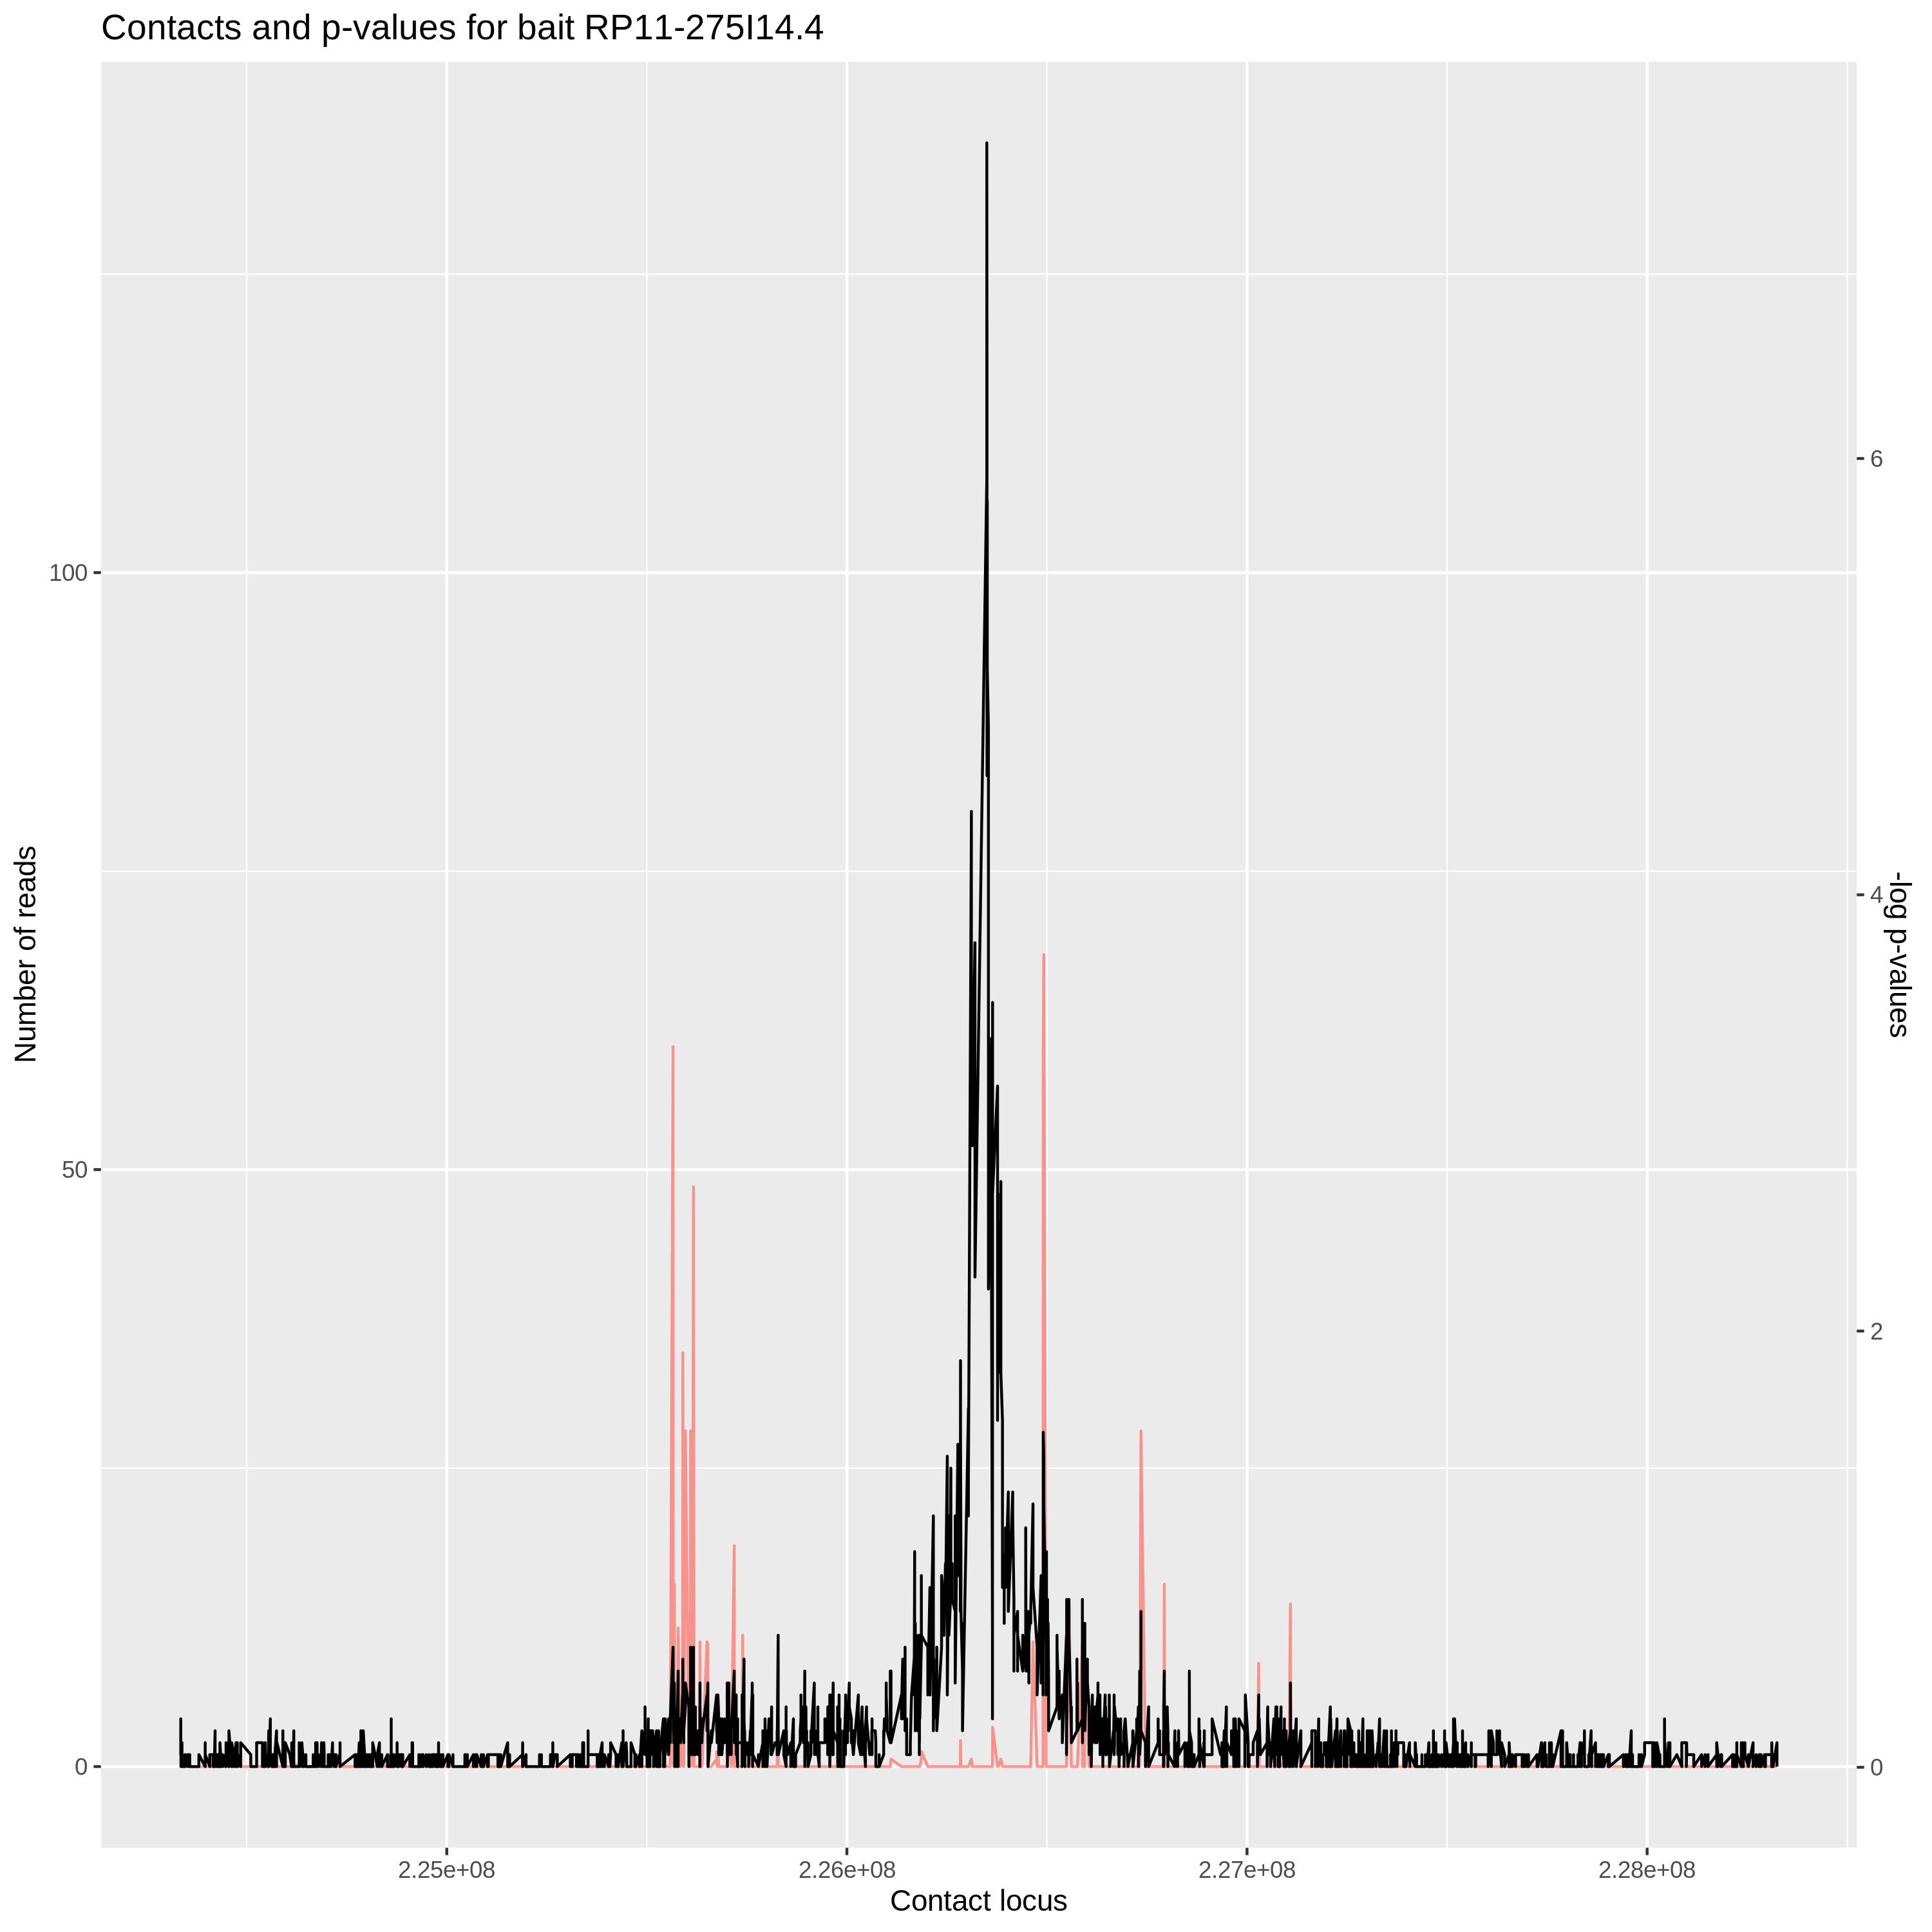 Contacts and p-values for bait RP11-275I14.4
Number of reads
100
50
0
6
4
2
0
-log p-values
2.25e+08
2.26e+08
2.27e+08
2.28e+08
Contact locus